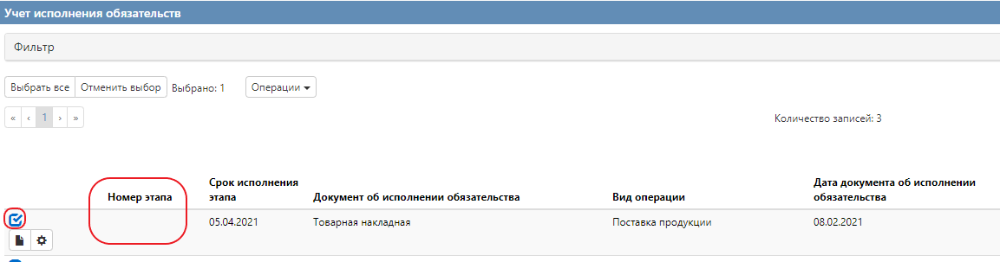 Учет исполнения обязательств
Фильтр
Выбрать все Отменить выбор Выбрано: 1 Операции
« ‹ 1 › »
Количество записей: 3
Номер этапа Срок исполнения этапа Документ об исполнении обязательства Вид операции Дата документа об исполнении обязательства
05.04.2021 Товарная накладная Поставка продукции 08.02.2021